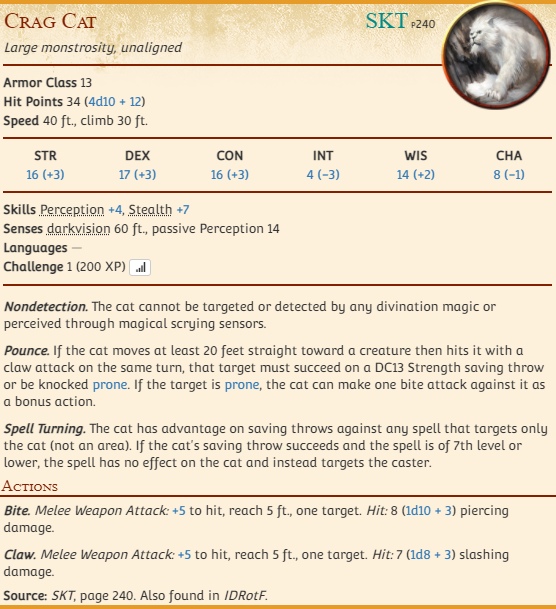 Crag Cat SKT p240
Large monstrosity, unaligned
Armor Class 13
Hit Points 34 (4d10 + 12)
Speed 40 ft., climb 30 ft.
STR DEX CON INT WIS CHA
16 (+3) 17 (+3) 16 (+3) 4 (−3) 14 (+2) 8 (−1)
Skills Perception +4, Stealth +7
Senses darkvision 60 ft., passive Perception 14
Languages —
Challenge 1 (200 XP)
Nondetection. The cat cannot be targeted or detected by any divination magic or
perceived through magical scrying sensors.
Pounce. If the cat moves at least 20 feet straight toward a creature then hits it with a
claw attack on the same turn, that target must succeed on a DC13 Strength saving throw
or be knocked prone. If the target is prone, the cat can make one bite attack against it as
a bonus action.
Spell Turning. The cat has advantage on saving throws against any spell that targets only
the cat (not an area). If the cat's saving throw succeeds and the spell is of 7th level or
lower, the spell has no effect on the cat and instead targets the caster.
Actions
Bite. Melee Weapon Attack: +5 to hit, reach 5 ft., one target. Hit: 8 (1d10 + 3) piercing
damage.
Claw. Melee Weapon Attack: +5 to hit, reach 5 ft., one target. Hit: 7 (1d8 + 3) slashing
damage.
Source: SKT, page 240. Also found in IDRotF.